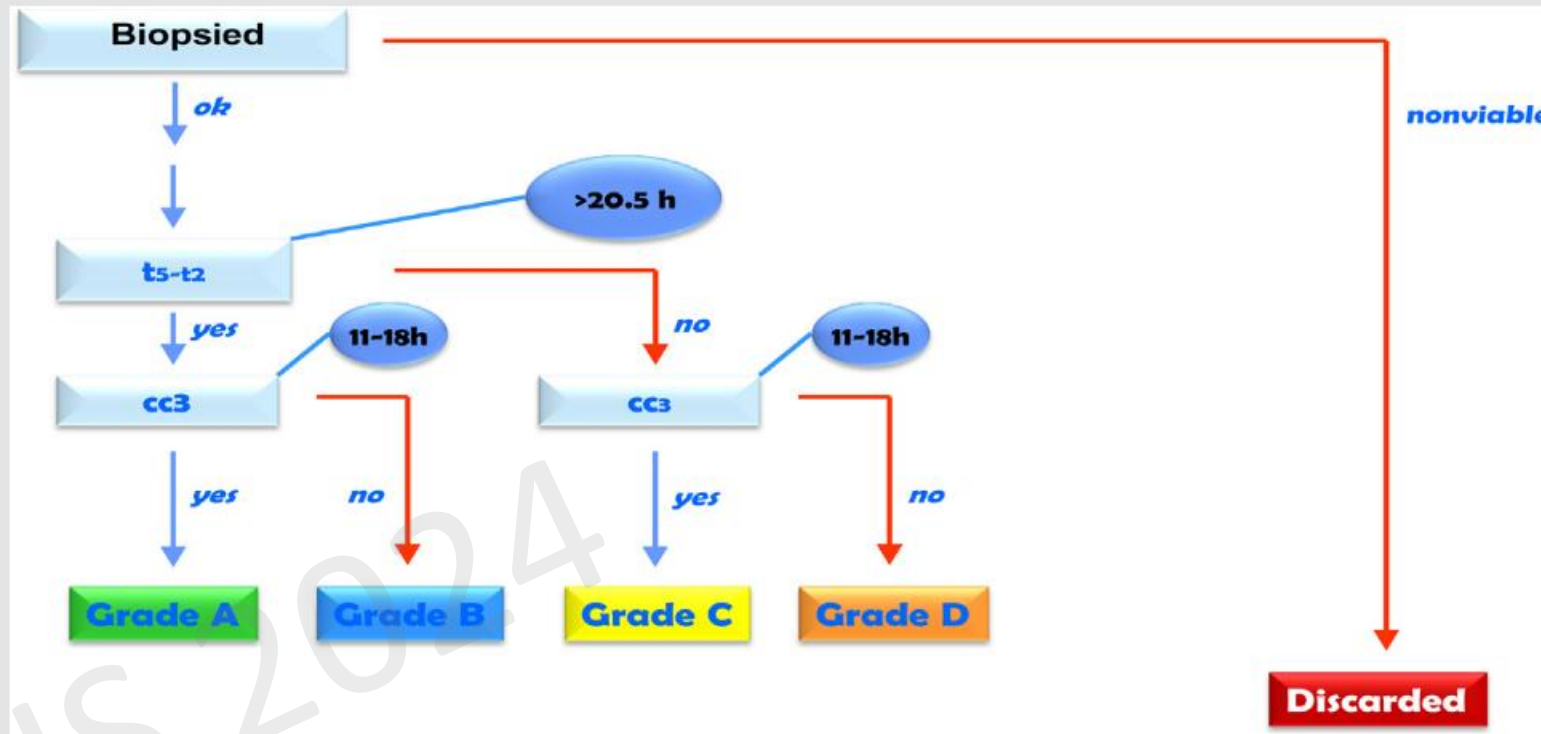 Biopsied
ok
nonviable
>20.5 h
t5-t2
yes
11-18h
no
11-18h
cc3
cc3
yes
no
yes
no
Grade A
Grade B
Grade C
Grade D
Discarded
2024